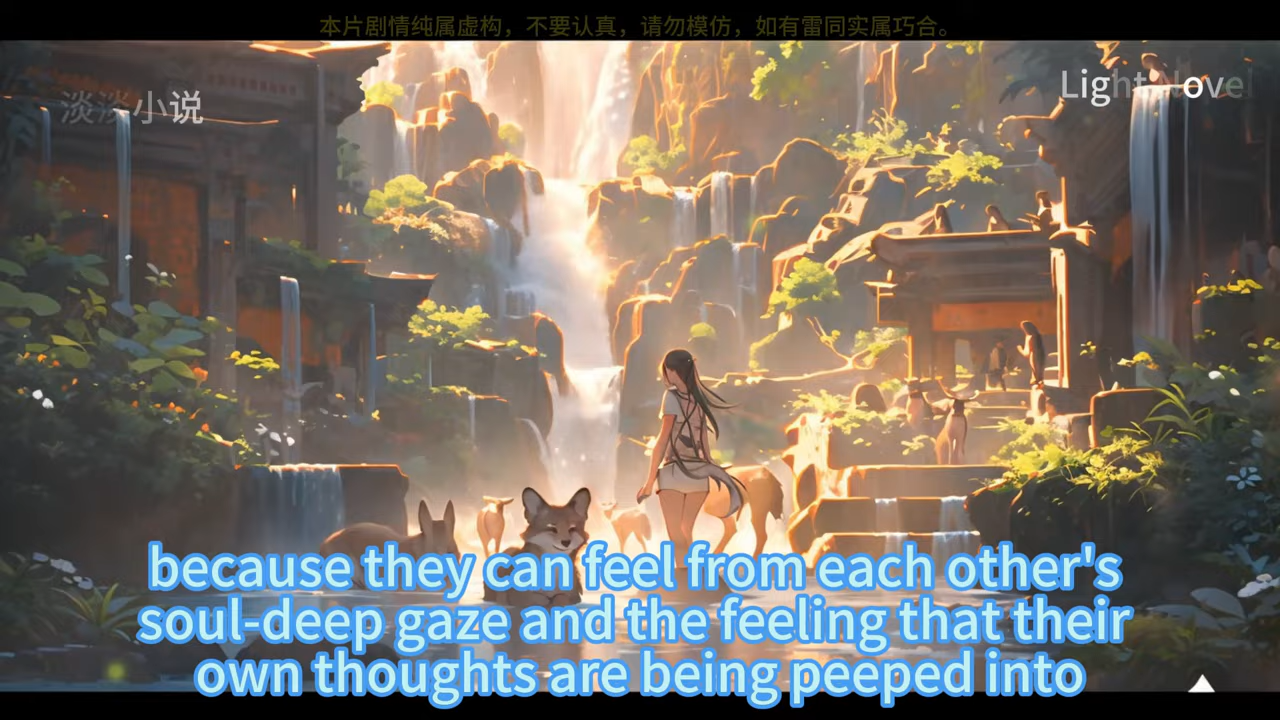 本片剧情纯属虚构，不要认真，请勿模仿，如有雷同实属巧合。
淡淡小说
Light Novel
because they can feel from each other's
soul-deep gaze and the feeling that their
own thoughts are being peeped into